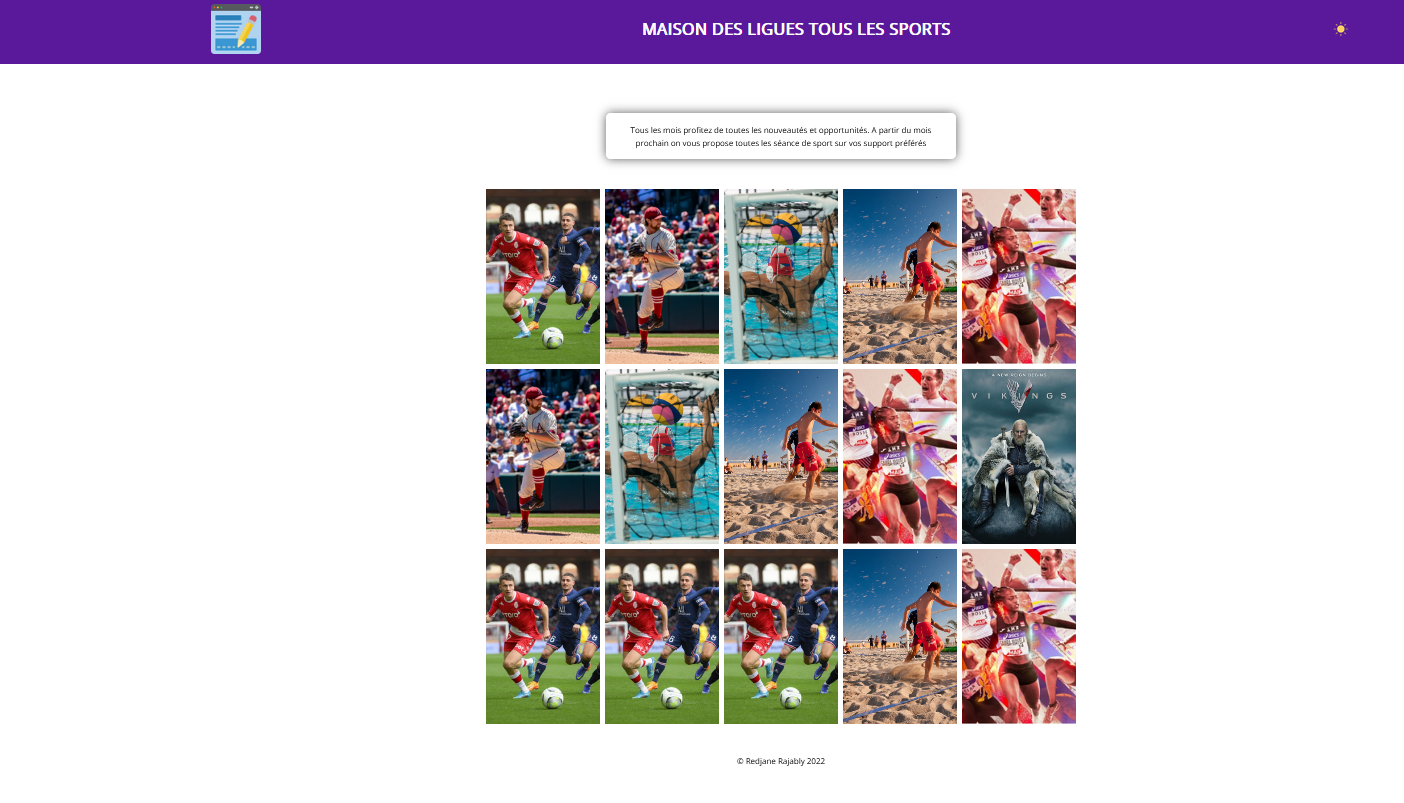 MAISON DES LIGUES TOUS LES SPORTS
Tous les mois profitez de toutes les nouveautés et opportunités. A partir du mois
prochain on vous propose toutes les séance de sport sur vos support préférés
A NEW REIGN BEGINS
VIKINGS
© Redjane Rajably 2022